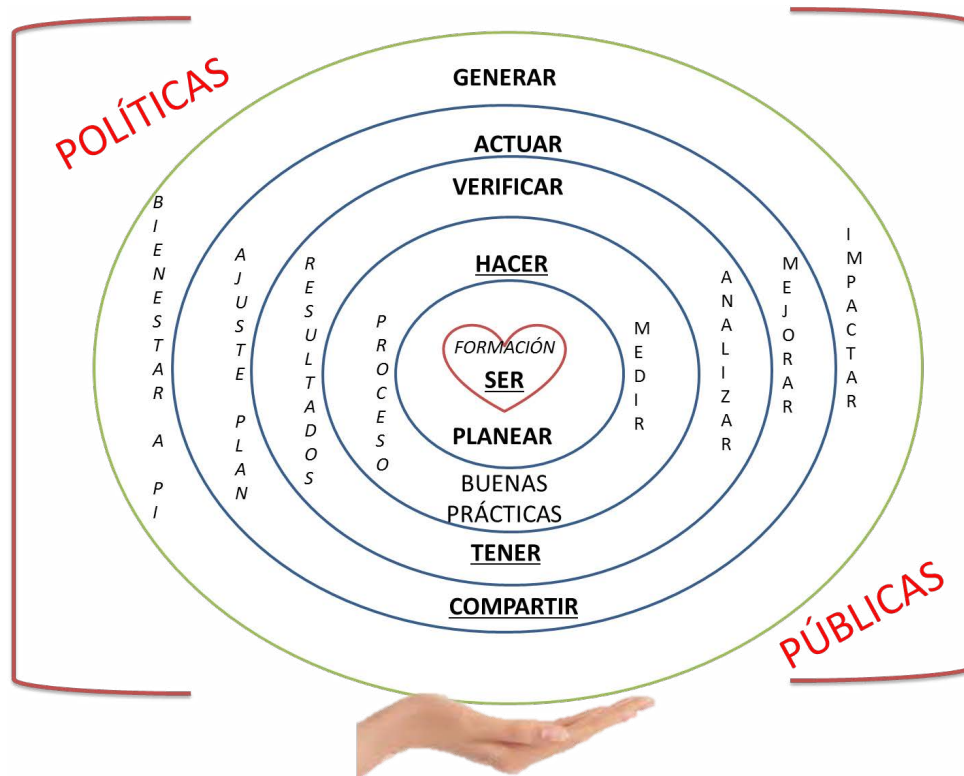 POLÍTICAS
GENERAR
ACTUAR
VERIFICAR
HACER
BIENESTAR A PI
AJUSTE PLAN
RESULTADOS
PROCESO
FORMACIÓN
SER
PLANEAR
MEDIR
ANALIZAR
MEJORAR
IMPACTAR
BUENAS
PRÁCTICAS
TENER
COMPARTIR
PÚBLICAS